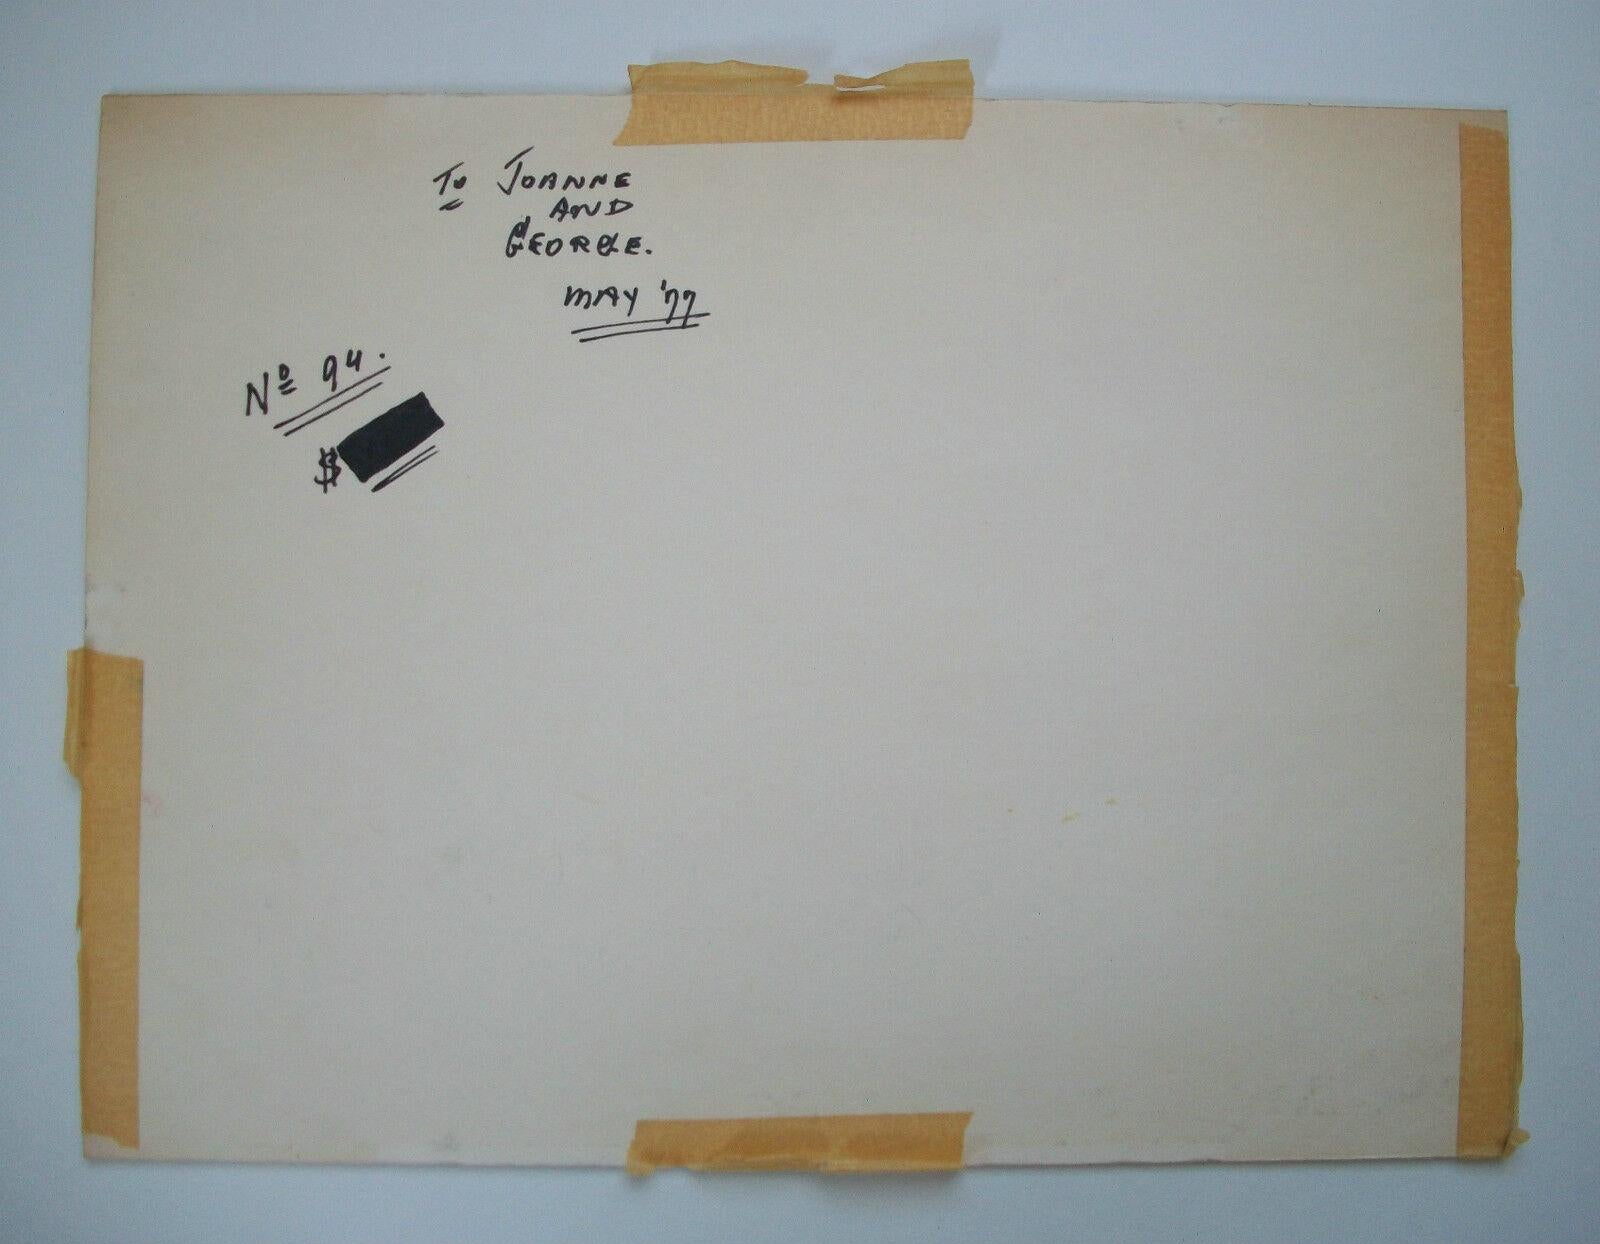 To JOANNE
AND
GEORGE.
MAY '77
Nº 94.
$